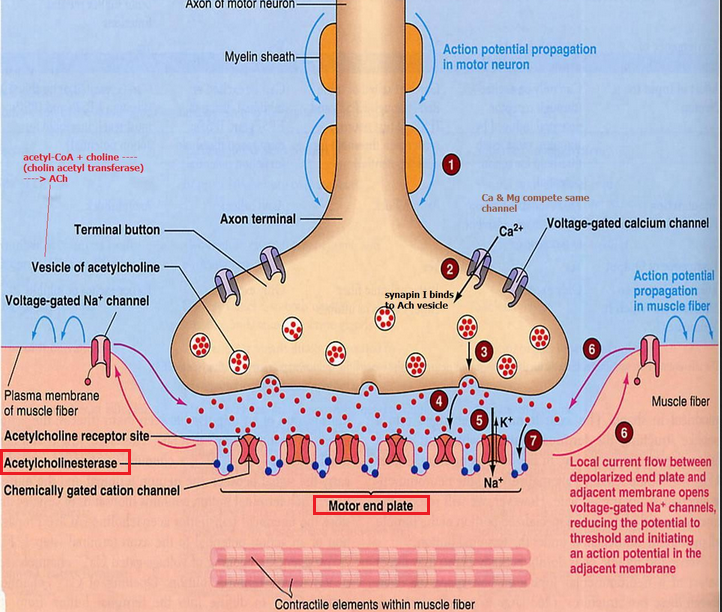 Axon of motor neuron
Myelin sheath
Action potential propagation
in motor neuron
acetyl-CoA + choline ----
(cholin acetyl transferase)
----> ACh
1
Ca & Mg compete same
channel
Axon terminal
Terminal button
Ca2+
Voltage-gated calcium channel
Vesicle of acetylcholine
2
Action potential
propagation
in muscle fiber
synapin I binds
to Ach vesicle
Voltage-gated Na+ channel
3
6
Plasma membrane
of muscle fiber
4
5
K+
Muscle fiber
Acetylcholine receptor site
7
6
Acetylcholinesterase
Chemically gated cation channel
Na+
Motor end plate
Local current flow between
depolarized end plate and
adjacent membrane opens
voltage-gated Na+ channels,
reducing the potential to
threshold and initiating
an action potential in the
adjacent membrane
Contractile elements within muscle fiber